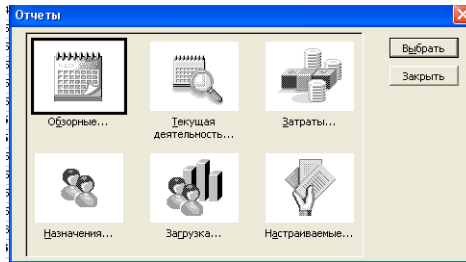 Отчеты
Выбрать
Закрыть
Обзорные...
Текущая
деятельность...
Затраты...
Назначения...
Загрузка...
Настраиваемые...